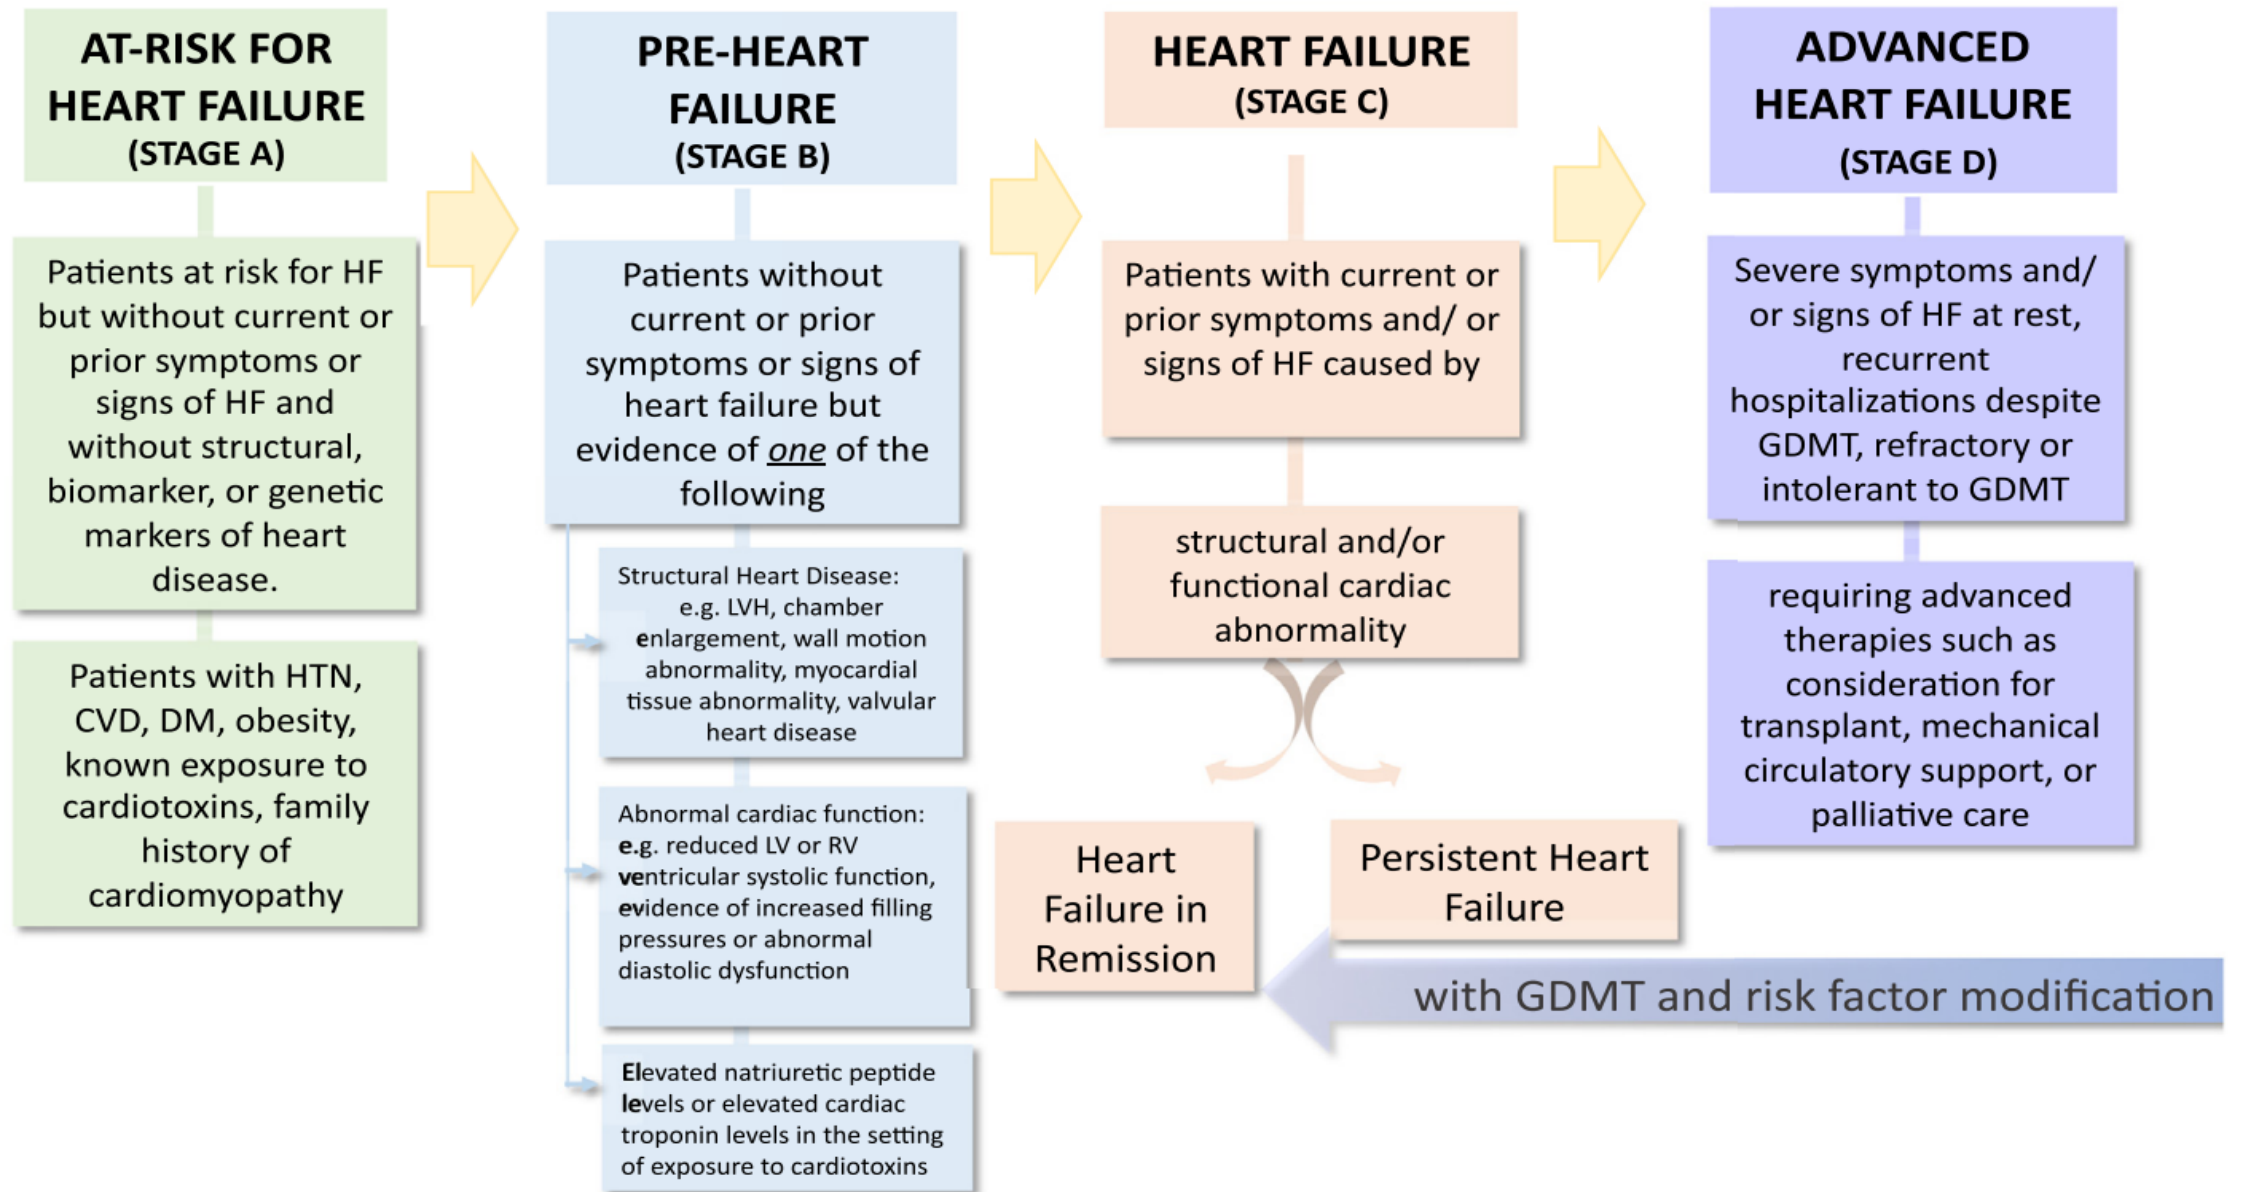 AT-RISK FOR
HEART FAILURE
(STAGE A)
Patients at risk for HF
but without current or
prior symptoms or
signs of HF and
without structural,
biomarker, or genetic
markers of heart
disease.
Patients with HTN,
CVD, DM, obesity,
known exposure to
cardiotoxins, family
history of
cardiomyopathy
PRE-HEART
FAILURE
(STAGE B)
Patients without
current or prior
symptoms or signs of
heart failure but
evidence of one of the
following
Structural Heart Disease:
e.g. LVH, chamber
enlargement, wall motion
abnormality, myocardial
tissue abnormality, valvular
heart disease
Abnormal cardiac function:
e.g. reduced LV or RV
ventricular systolic function,
evidence of increased filling
pressures or abnormal
diastolic dysfunction
Elevated natriuretic peptide
levels or elevated cardiac
troponin levels in the setting
of exposure to cardiotoxins
HEART FAILURE
(STAGE C)
Patients with current or
prior symptoms and/ or
signs of HF caused by
structural and/or
functional cardiac
abnormality
Heart
Failure in
Remission
Persistent Heart
Failure
with GDMT and risk factor modification
ADVANCED
HEART FAILURE
(STAGE D)
Severe symptoms and/
or signs of HF at rest,
recurrent
hospitalizations despite
GDMT, refractory or
intolerant to GDMT
requiring advanced
therapies such as
consideration for
transplant, mechanical
circulatory support, or
palliative care